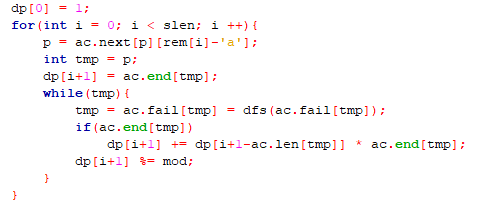 dp[0] = 1;
for(int i = 0; i < slen; i ++){
    p = ac.next[p][rem[i]-'a'];
    int tmp = p;
    dp[i+1] = ac.end[tmp];
    while(tmp){
        tmp = ac.fail[tmp] = dfs(ac.fail[tmp]);
        if(ac.end[tmp])
            dp[i+1] += dp[i+1-ac.len[tmp]] * ac.end[tmp];
        dp[i+1] %= mod;
    }
}